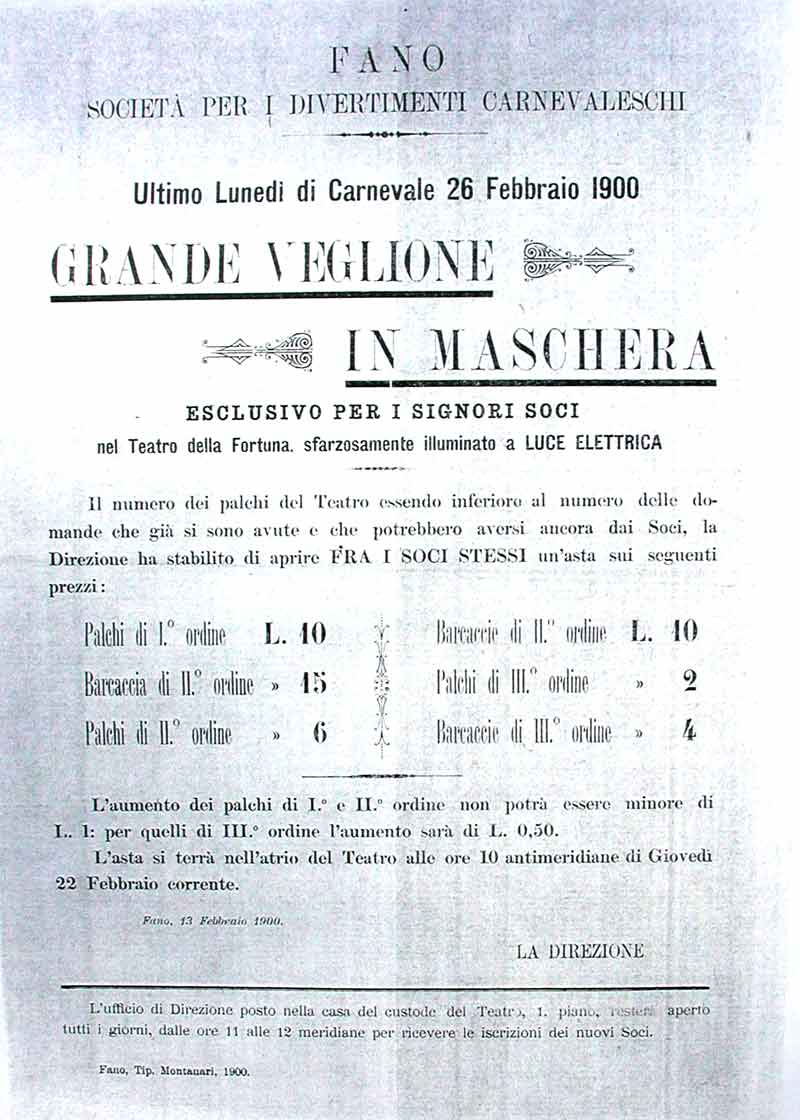 FANO
SOCIETÀ PER I DIVERTIMENTI CARNEVALESCHI
Ultimo Lunedì di Carnevale 26 Febbraio 1900
GRANDE VEGLIONE
IN MASCHERA
ESCLUSIVO PER I SIGNORI SOCI
nel Teatro della Fortuna. sfarzosamente illuminato a LUCE ELETTRICA
Il numero dei palchi del Teatro essendo inferiore al numero delle do-
mande che già si sono avute e che potrebbero aversi ancora dai Soci, la
Direzione ha stabilito di aprire FRA I SOCI STESSI un'asta sui seguenti
prezzi:
Palchi di I.° ordine L. 10
Barcaccia di II.° ordine » 15
Palchi di II.° ordine » 6
Barcaccie di II.° ordine L. 10
Palchi di III.° ordine » 2
Barcaccie di III.° ordine » 4
L'aumento dei palchi di I.° e II.° ordine non potrà essere minore di
L. 1: per quelli di III.° ordine l'aumento sarà di L. 0,50.
L'asta si terrà nell'atrio del Teatro alle ore 10 antimeridiane di Giovedì
22 Febbraio corrente.
Fano, 13 Febbraio 1900.
LA DIREZIONE
L'ufficio di Direzione posto nella casa del custode del Teatro, 1. piano, resterà aperto
tutti i giorni, dalle ore 11 alle 12 meridiane per ricevere le iscrizioni dei nuovi Soci.
Fano, Tip. Montanari, 1900.